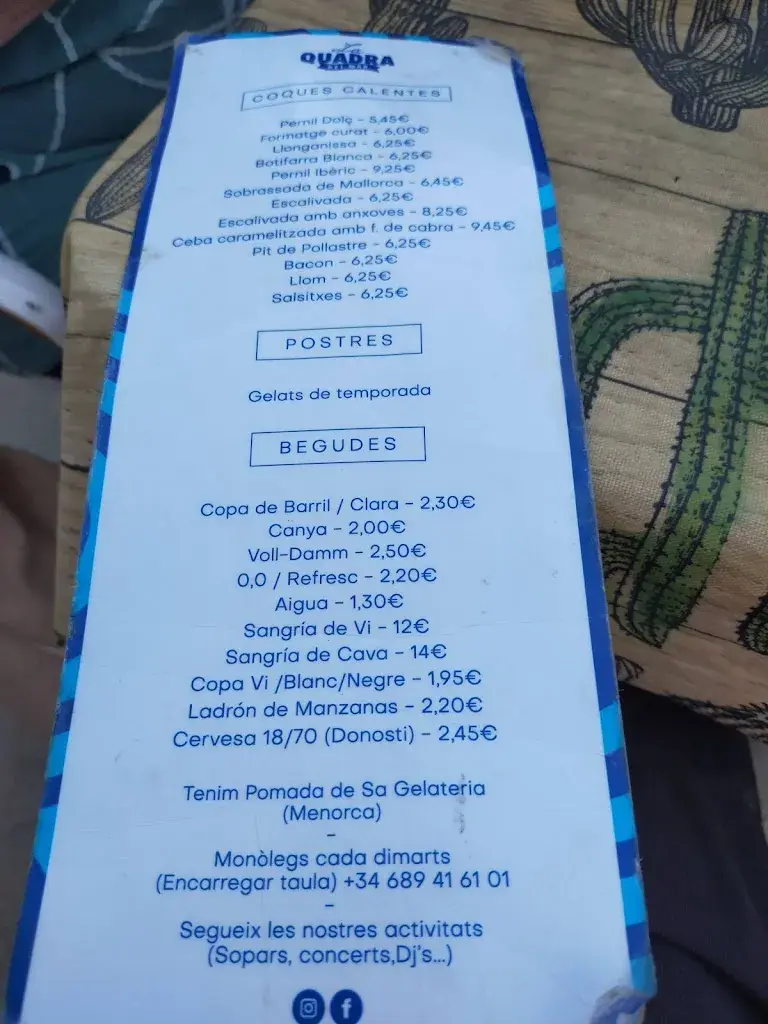 La
QUADRA
DEL MAR
COQUES CALENTES
Pernil Dolç - 5,45€
Formatge curat - 6,00€
Llonganissa - 6,25€
Botifarra Blanca - 6,25€
Pernil Ibèric - 9,25€
Sobrassada de Mallorca - 6,45€
Escalivada - 6,25€
Escalivada amb anxoves - 8,25€
Ceba caramelitzada amb f. de cabra - 9,45€
Pit de Pollastre - 6,25€
Bacon - 6,25€
Llom - 6,25€
Salsitxes - 6,25€
POSTRES
Gelats de temporada
BEGUDES
Copa de Barril / Clara - 2,30€
Canya - 2,00€
Voll-Damm - 2,50€
0,0 / Refresc - 2,20€
Aigua - 1,30€
Sangría de Vi - 12€
Sangría de Cava - 14€
Copa Vi /Blanc/Negre - 1,95€
Ladrón de Manzanas - 2,20€
Cervesa 18/70 (Donosti) - 2,45€
Tenim Pomada de Sa Gelateria
(Menorca)
-
Monòlegs cada dimarts
(Encarregar taula) +34 689 41 61 01
-
Segueix les nostres activitats
(Sopars, concerts,Dj's...)